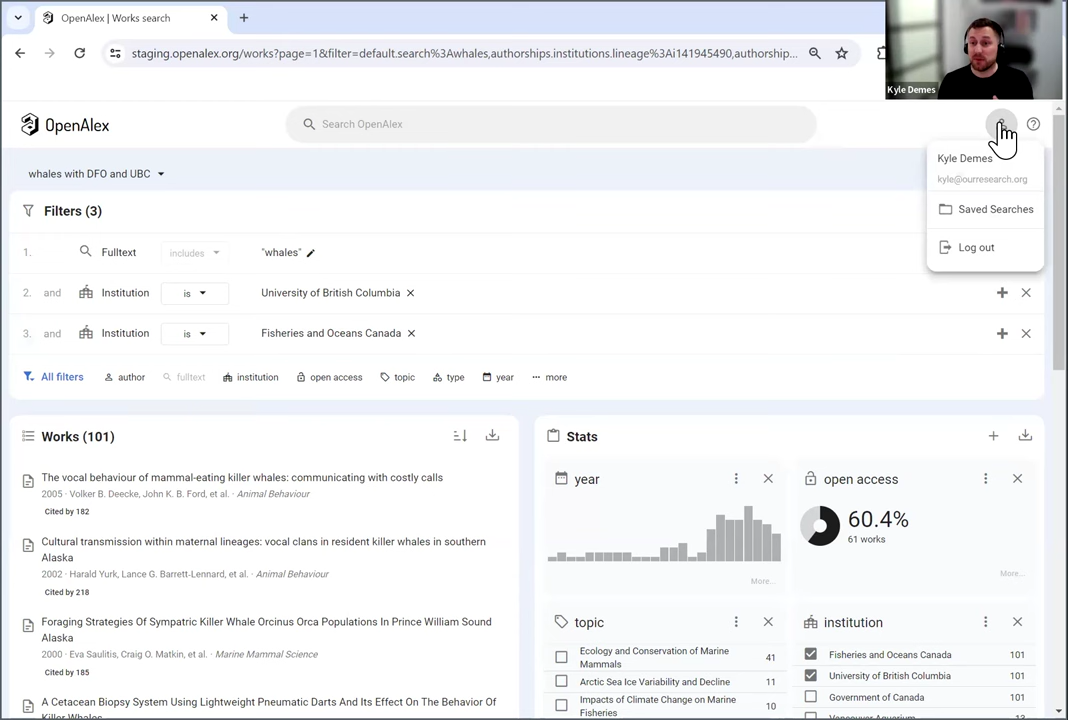 OpenAlex | Works search
staging.openalex.org/works?page=1&filter=default.search%3Awhales,authorships.institutions.lineage%3Ai141945490,authorship...
Kyle Demes
OpenAlex
Search OpenAlex
Kyle Demes
kyle@ourresearch.org
Saved Searches
Log out
whales with DFO and UBC
Filters (3)
1. Fulltext includes "whales"
2. and Institution is University of British Columbia
3. and Institution is Fisheries and Oceans Canada
All filters author fulltext institution open access topic type year more
Works (101)
The vocal behaviour of mammal-eating killer whales: communicating with costly calls
2005 · Volker B. Deecke, John K. B. Ford, et al. · Animal Behaviour
Cited by 182
Cultural transmission within maternal lineages: vocal clans in resident killer whales in southern
Alaska
2002 · Harald Yurk, Lance G. Barrett-Lennard, et al. · Animal Behaviour
Cited by 218
Foraging Strategies Of Sympatric Killer Whale Orcinus Orca Populations In Prince William Sound
Alaska
2000 · Eva Saulitis, Craig O. Matkin, et al. · Marine Mammal Science
Cited by 185
A Cetacean Biopsy System Using Lightweight Pneumatic Darts And Its Effect On The Behavior Of
Killer Whales
Stats
year
More...
open access
60.4%
61 works
More...
topic
Ecology and Conservation of Marine
Mammals 41
Arctic Sea Ice Variability and Decline 11
Impacts of Climate Change on Marine
Fisheries 10
institution
Fisheries and Oceans Canada 101
University of British Columbia 101
Government of Canada 101
Vancouver Aquarium 13